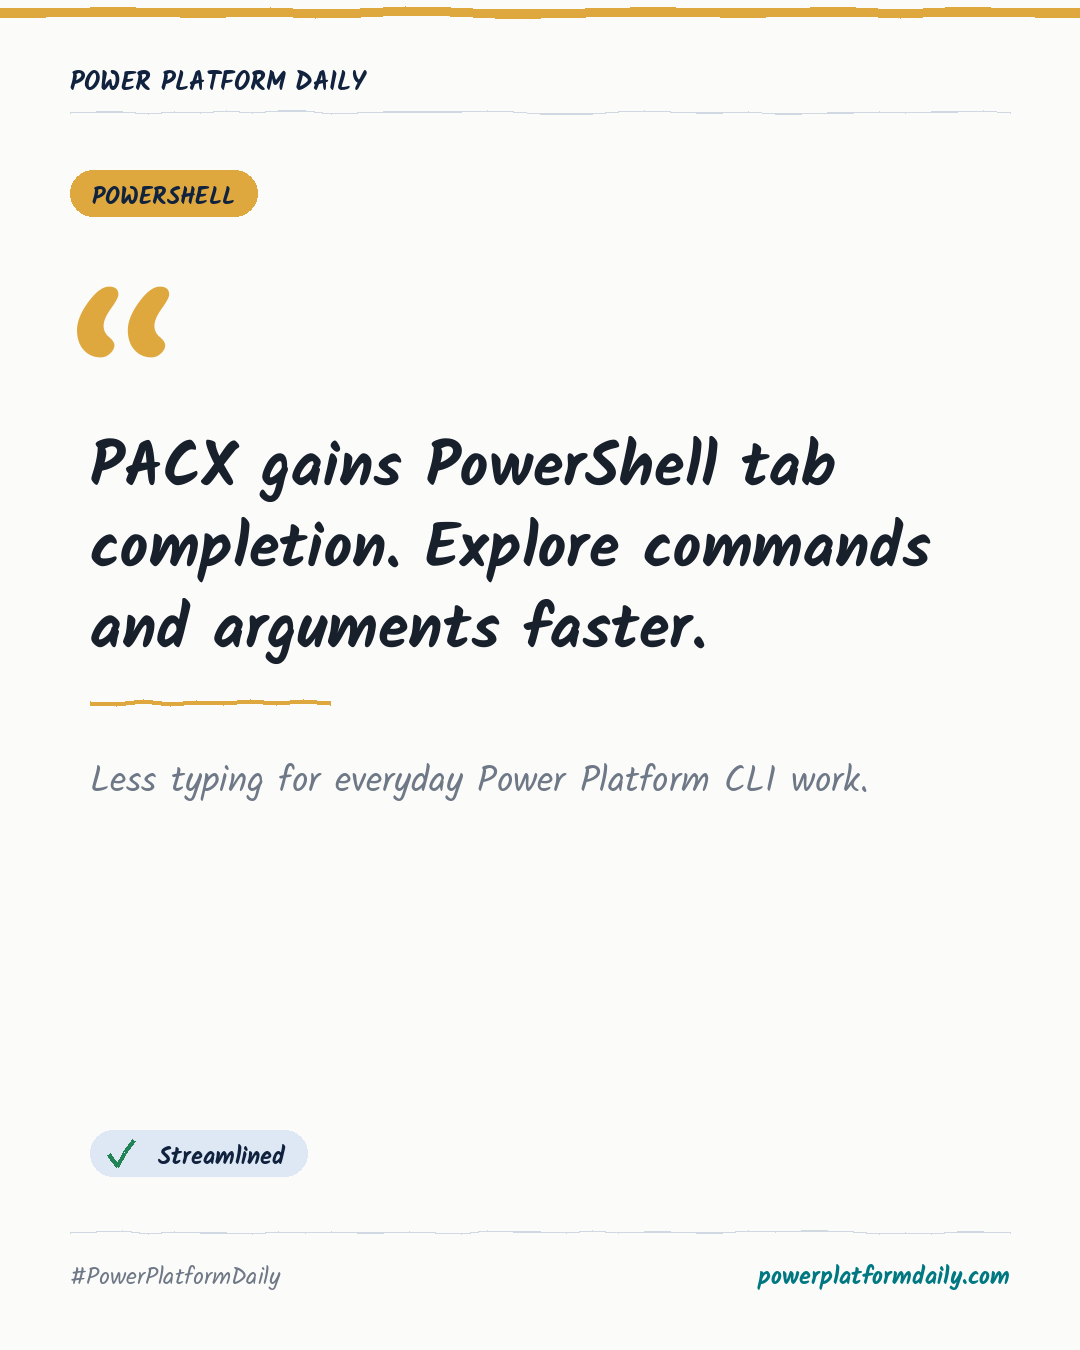 POWER PLATFORM DAILY
POWERSHELL
“
PACX gains PowerShell tab
completion. Explore commands
and arguments faster.
Less typing for everyday Power Platform CLI work.
Streamlined
#PowerPlatformDaily
powerplatformdaily.com